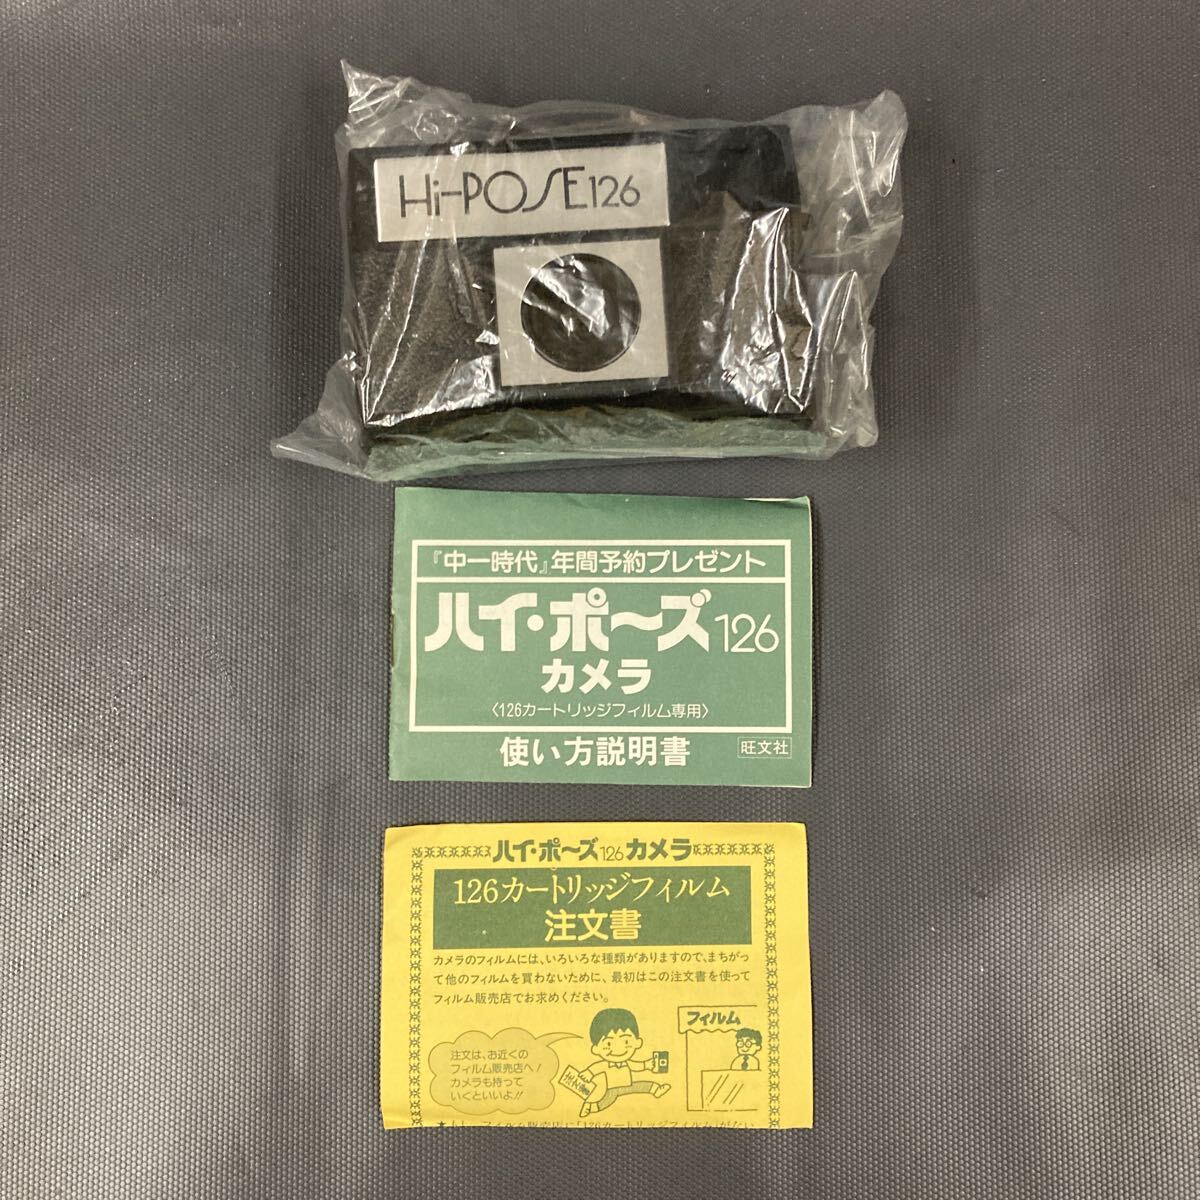 Hi-POSE126
『中一時代』年間予約プレゼント
ハイ・ポ〜ズ126
カメラ
〈126カートリッジフィルム専用〉
使い方説明書
旺文社
ハイ・ポ〜ズ126カメラ
126カートリッジフィルム
注文書
カメラのフィルムには、いろいろな種類がありますので、まちがっ
て他のフィルムを買わないために、最初はこの注文書を使って
フィルム販売店でお求めください。
注文は、お近くの
フィルム販売店へ!
カメラも持って
いくといいよ!!
フィルム
注文書